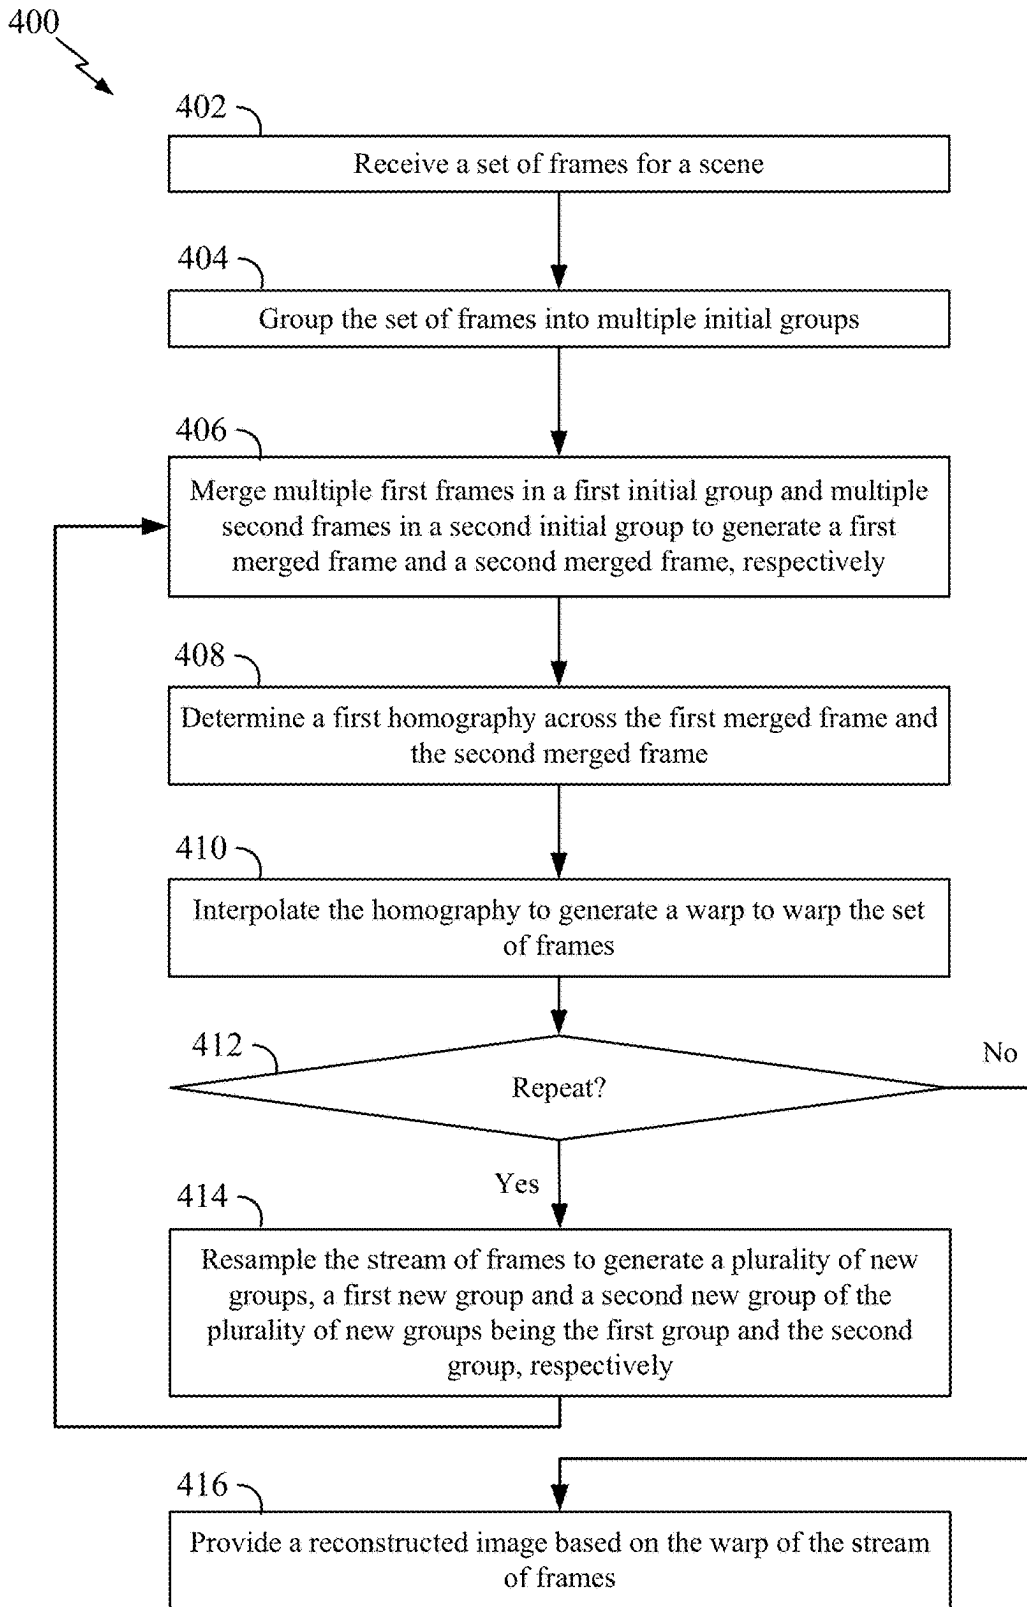 400
402
Receive a set of frames for a scene
404
Group the set of frames into multiple initial groups
406
Merge multiple first frames in a first initial group and multiple
second frames in a second initial group to generate a first
merged frame and a second merged frame, respectively
408
Determine a first homography across the first merged frame and
the second merged frame
410
Interpolate the homography to generate a warp to warp the set
of frames
412
No
Repeat?
Yes
414
Resample the stream of frames to generate a plurality of new
groups, a first new group and a second new group of the
plurality of new groups being the first group and the second
group, respectively
416
Provide a reconstructed image based on the warp of the stream
of frames